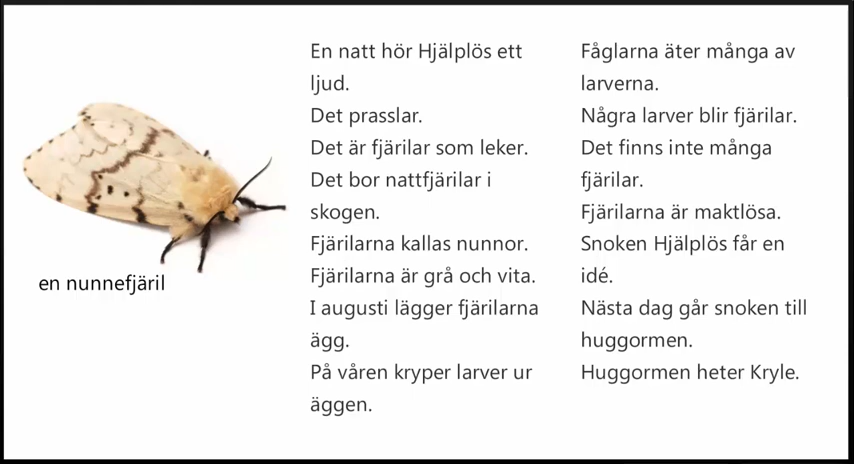 en nunnefjäril
En natt hör Hjälplös ett
ljud.
Det prasslar.
Det är fjärilar som leker.
Det bor nattfjärilar i
skogen.
Fjärilarna kallas nunnor.
Fjärilarna är grå och vita.
I augusti lägger fjärilarna
ägg.
På våren kryper larver ur
äggen.
Fåglarna äter många av
larverna.
Några larver blir fjärilar.
Det finns inte många
fjärilar.
Fjärilarna är maktlösa.
Snoken Hjälplös får en
idé.
Nästa dag går snoken till
huggormen.
Huggormen heter Kryle.